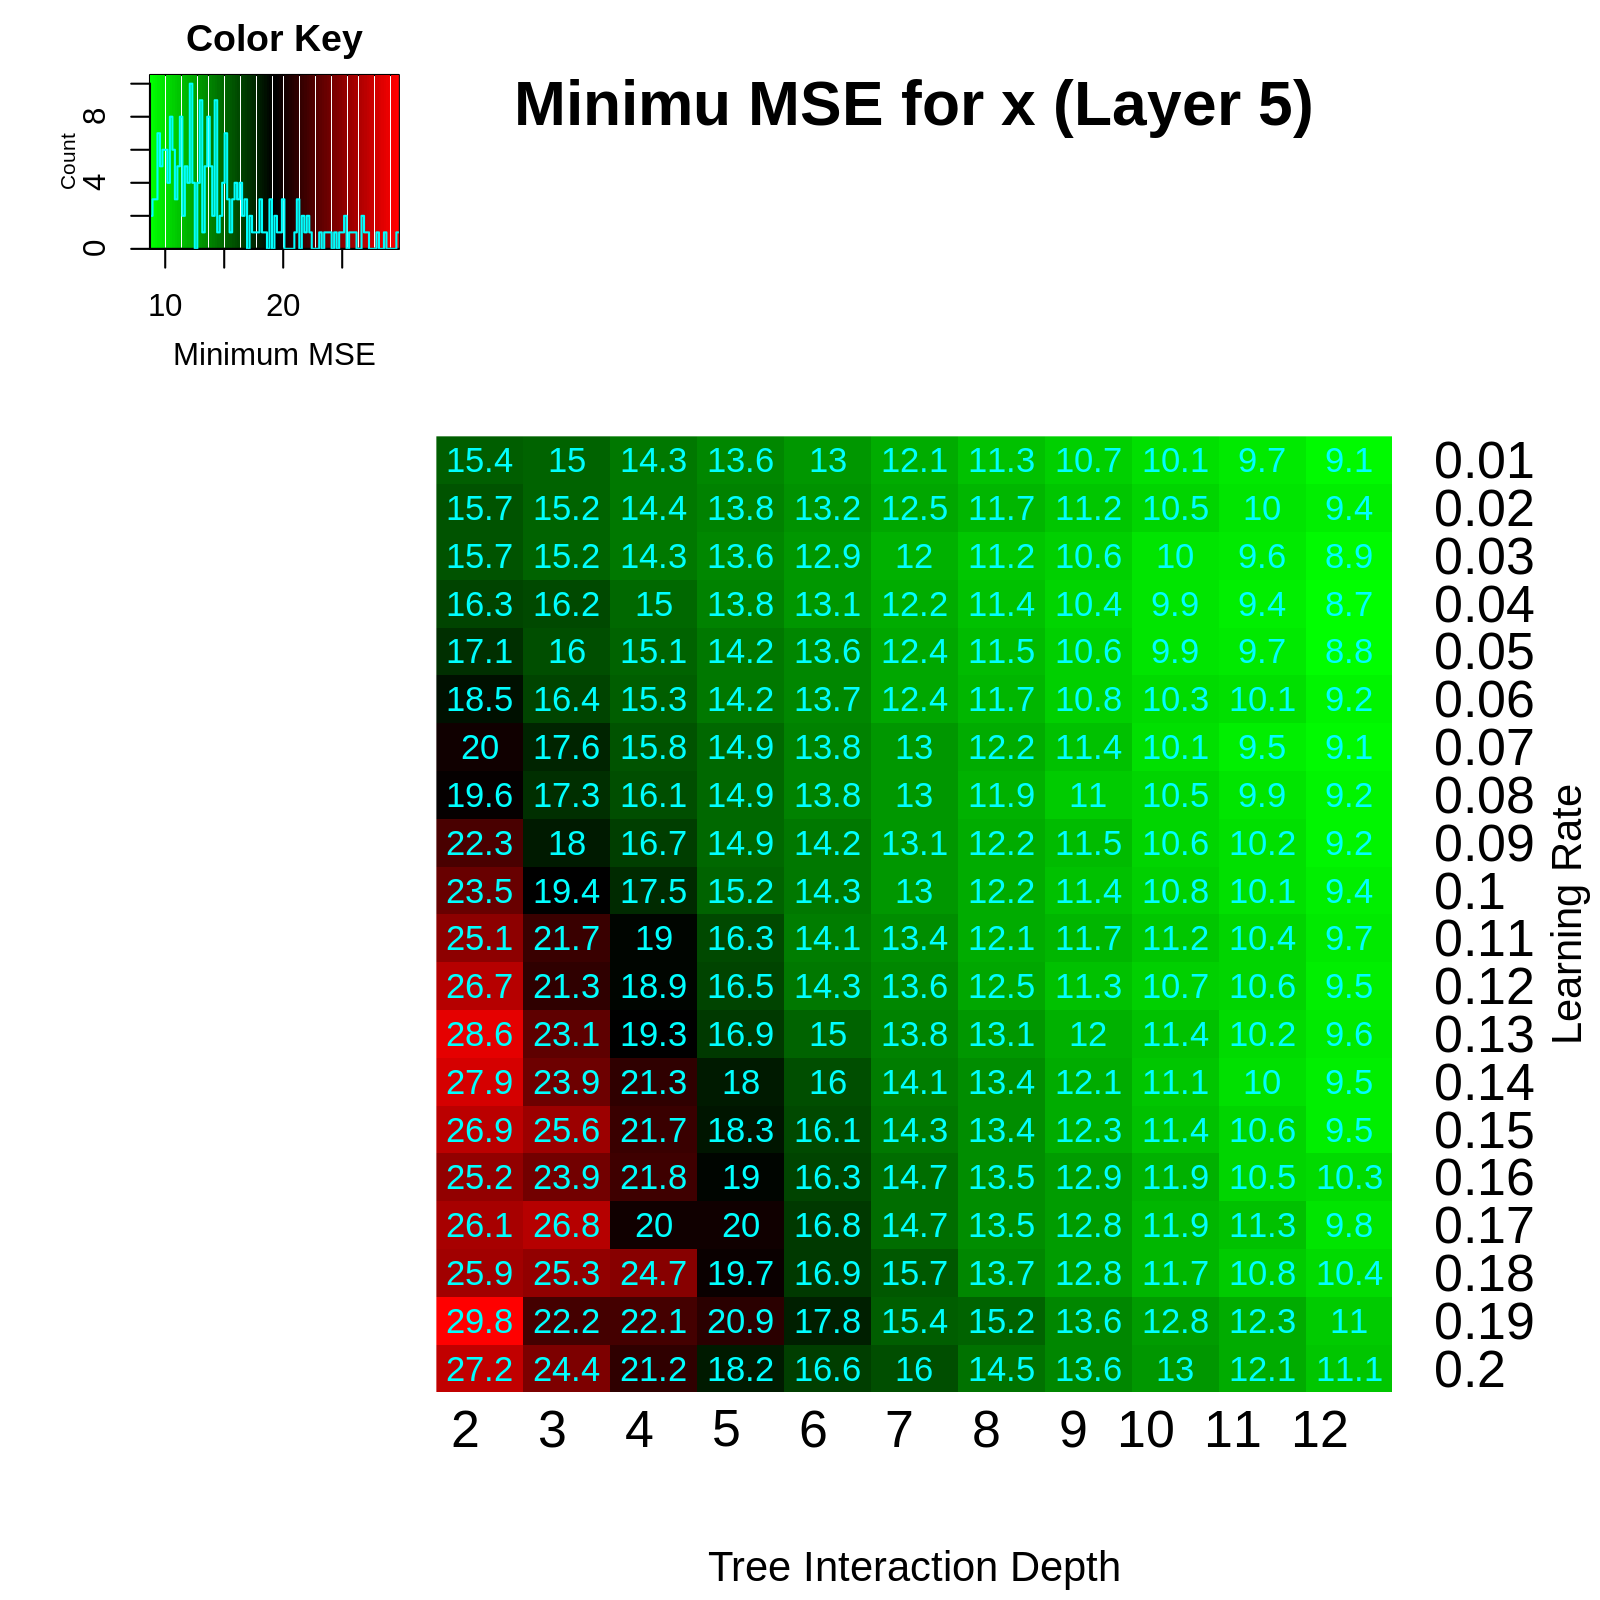 Color Key
Minimu MSE for x (Layer 5)
Count
0 4 8
10 20
Minimum MSE
15.4 15 14.3 13.6 13 12.1 11.3 10.7 10.1 9.7 9.1 0.01
15.7 15.2 14.4 13.8 13.2 12.5 11.7 11.2 10.5 10 9.4 0.02
15.7 15.2 14.3 13.6 12.9 12 11.2 10.6 10 9.6 8.9 0.03
16.3 16.2 15 13.8 13.1 12.2 11.4 10.4 9.9 9.4 8.7 0.04
17.1 16 15.1 14.2 13.6 12.4 11.5 10.6 9.9 9.7 8.8 0.05
18.5 16.4 15.3 14.2 13.7 12.4 11.7 10.8 10.3 10.1 9.2 0.06
20 17.6 15.8 14.9 13.8 13 12.2 11.4 10.1 9.5 9.1 0.07
19.6 17.3 16.1 14.9 13.8 13 11.9 11 10.5 9.9 9.2 0.08
22.3 18 16.7 14.9 14.2 13.1 12.2 11.5 10.6 10.2 9.2 0.09
23.5 19.4 17.5 15.2 14.3 13 12.2 11.4 10.8 10.1 9.4 0.1
25.1 21.7 19 16.3 14.1 13.4 12.1 11.7 11.2 10.4 9.7 0.11
26.7 21.3 18.9 16.5 14.3 13.6 12.5 11.3 10.7 10.6 9.5 0.12
28.6 23.1 19.3 16.9 15 13.8 13.1 12 11.4 10.2 9.6 0.13
27.9 23.9 21.3 18 16 14.1 13.4 12.1 11.1 10 9.5 0.14
26.9 25.6 21.7 18.3 16.1 14.3 13.4 12.3 11.4 10.6 9.5 0.15
25.2 23.9 21.8 19 16.3 14.7 13.5 12.9 11.9 10.5 10.3 0.16
26.1 26.8 20 20 16.8 14.7 13.5 12.8 11.9 11.3 9.8 0.17
25.9 25.3 24.7 19.7 16.9 15.7 13.7 12.8 11.7 10.8 10.4 0.18
29.8 22.2 22.1 20.9 17.8 15.4 15.2 13.6 12.8 12.3 11 0.19
27.2 24.4 21.2 18.2 16.6 16 14.5 13.6 13 12.1 11.1 0.2
Learning Rate
2 3 4 5 6 7 8 9 10 11 12
Tree Interaction Depth